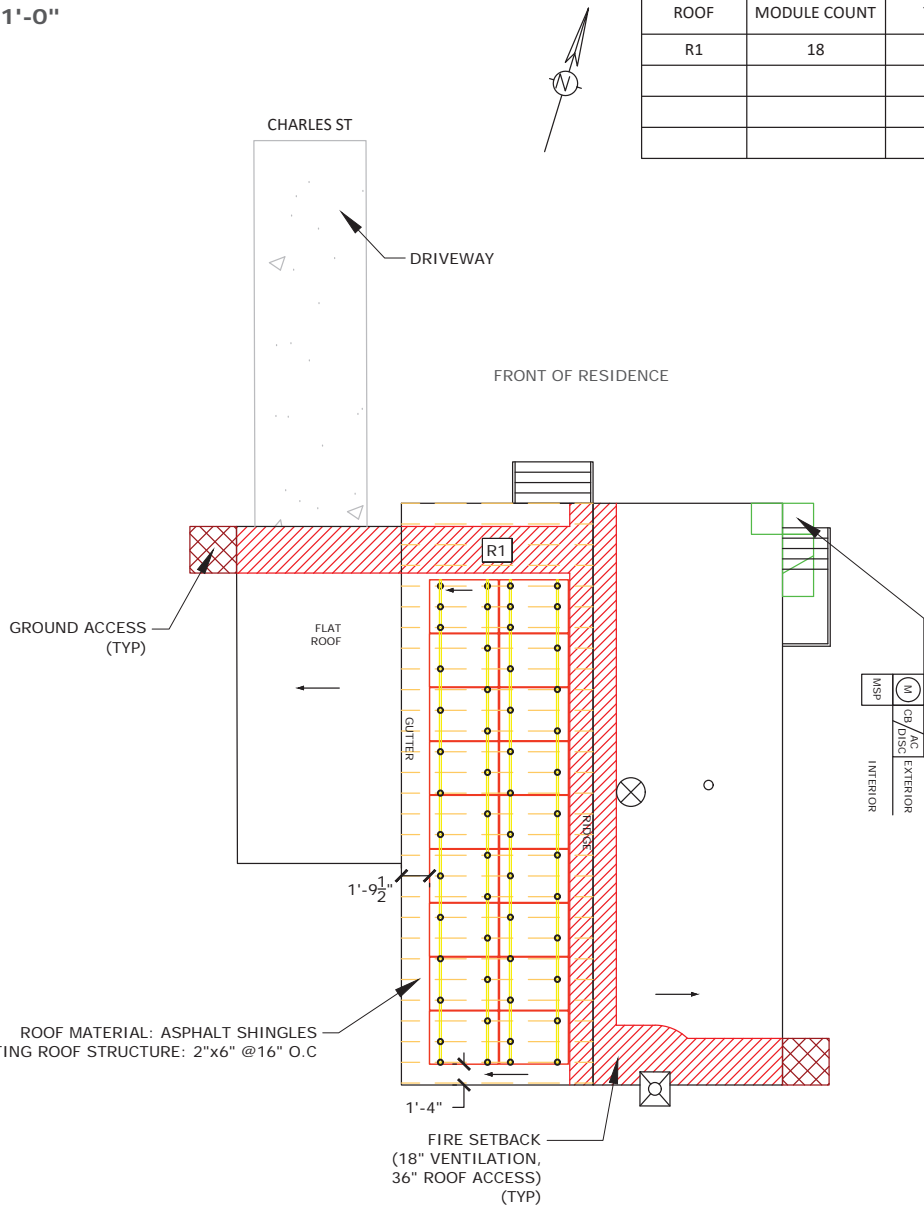 1'-0"
ROOF MODULE COUNT
R1 18
N
CHARLES ST
DRIVEWAY
FRONT OF RESIDENCE
R1
GROUND ACCESS
(TYP)
FLAT
ROOF
GUTTER
RIDGE
MSP
M
CB/AC
DISC
EXTERIOR
INTERIOR
1'-9 1/2"
ROOF MATERIAL: ASPHALT SHINGLES
TING ROOF STRUCTURE: 2"x6" @16" O.C
1'-4"
FIRE SETBACK
(18" VENTILATION,
36" ROOF ACCESS)
(TYP)